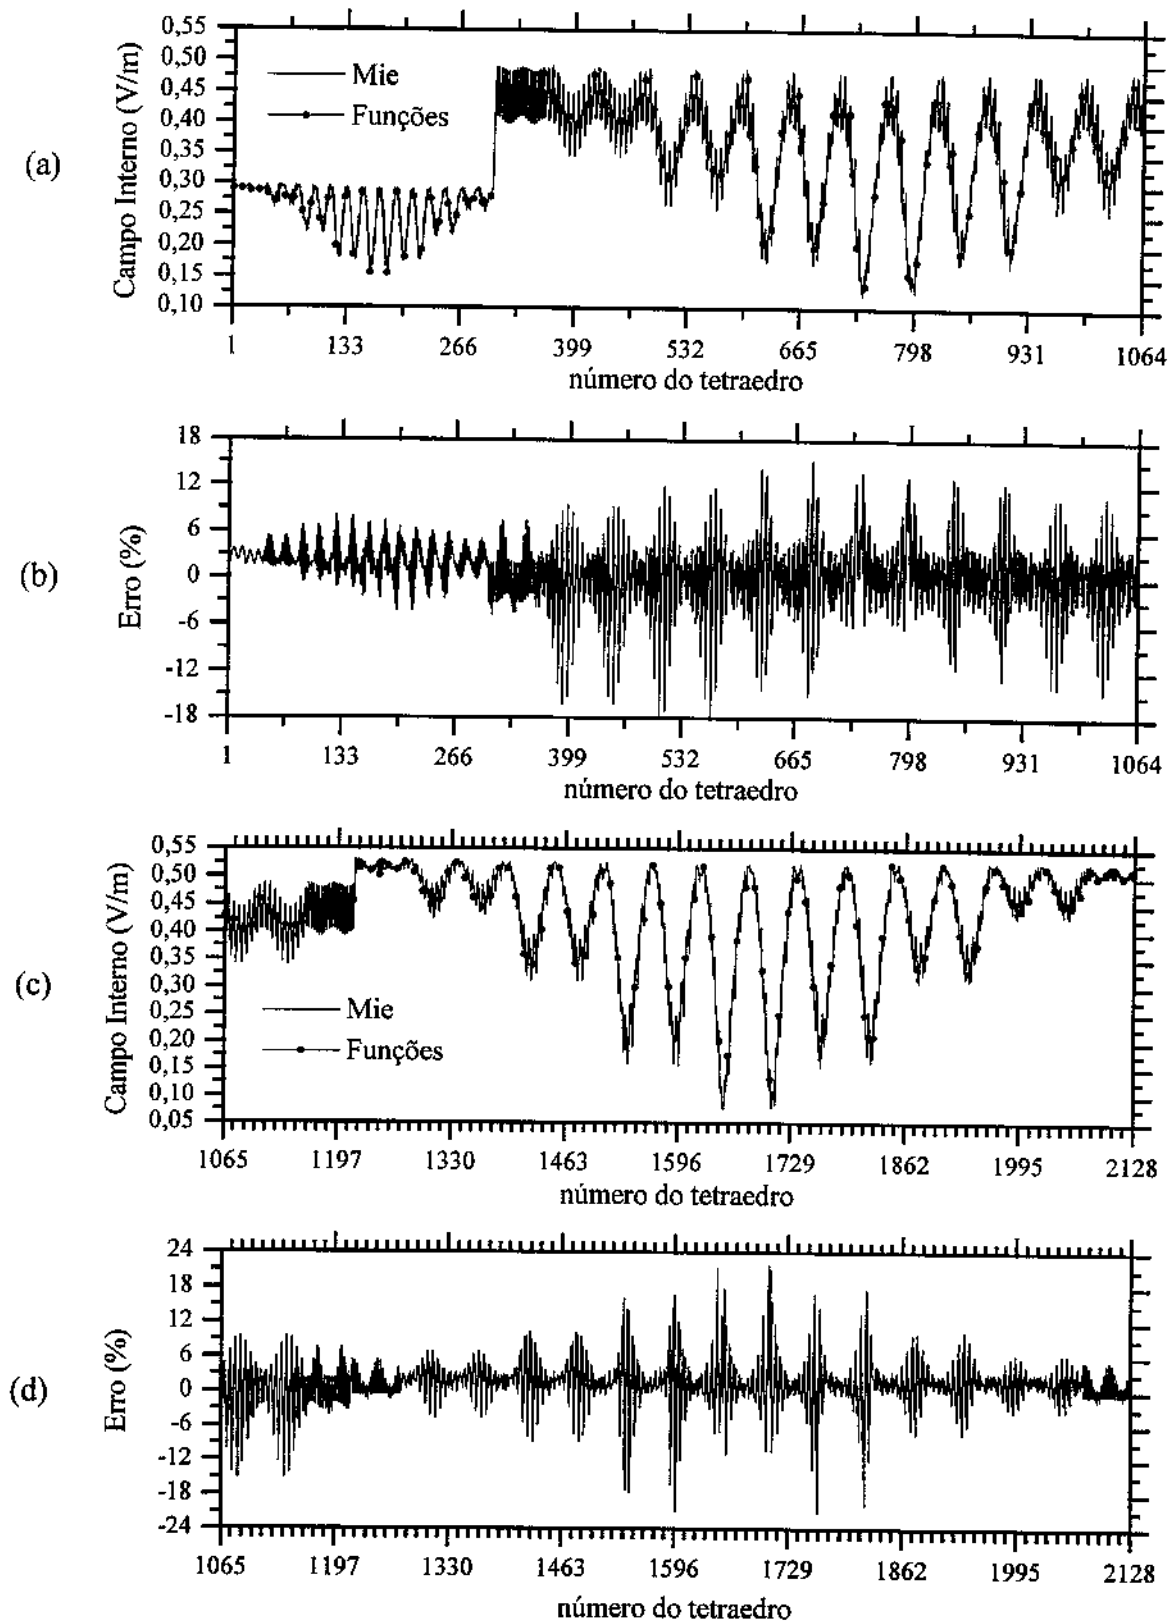 (a)
Campo Interno (V/m)
0,55
0,50
0,45
0,40
0,35
0,30
0,25
0,20
0,15
0,10
Mie
Funções
1 133 266 399 532 665 798 931 1064
número do tetraedro
(b)
Erro (%)
18
12
6
0
-6
-12
-18
1 133 266 399 532 665 798 931 1064
número do tetraedro
(c)
Campo Interno (V/m)
0,55
0,50
0,45
0,40
0,35
0,30
0,25
0,20
0,15
0,10
0,05
Mie
Funções
1065 1197 1330 1463 1596 1729 1862 1995 2128
número do tetraedro
(d)
Erro (%)
24
18
12
6
0
-6
-12
-18
-24
1065 1197 1330 1463 1596 1729 1862 1995 2128
número do tetraedro